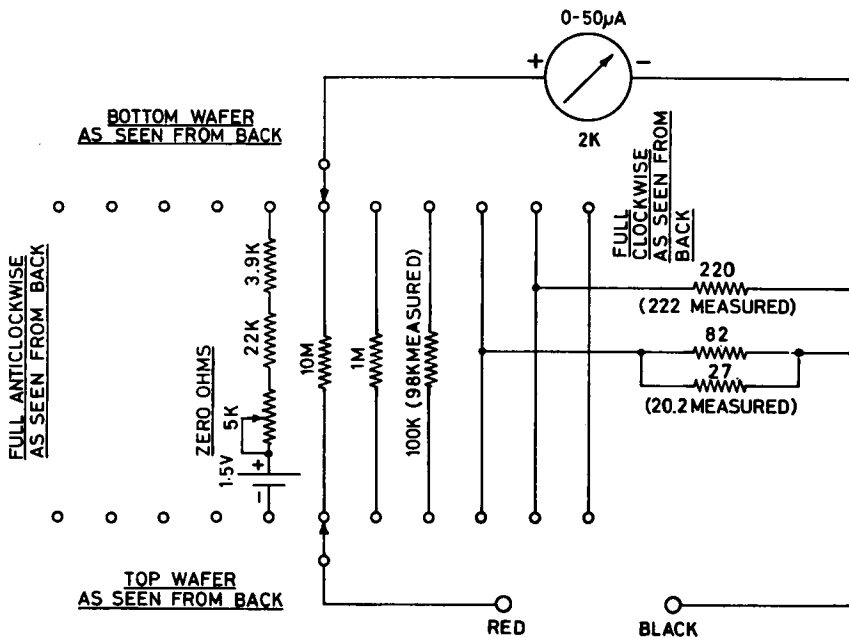 0-50µA
+
-
2K
BOTTOM WAFER
AS SEEN FROM BACK
FULL
CLOCKWISE
AS SEEN FROM
BACK
FULL ANTICLOCKWISE
AS SEEN FROM BACK
3.9K
22K
ZERO OHMS
5K
1.5V
+
-
10M
1M
100K (98K MEASURED)
220
(222 MEASURED)
82
27
(20.2 MEASURED)
TOP WAFER
AS SEEN FROM BACK
RED
BLACK